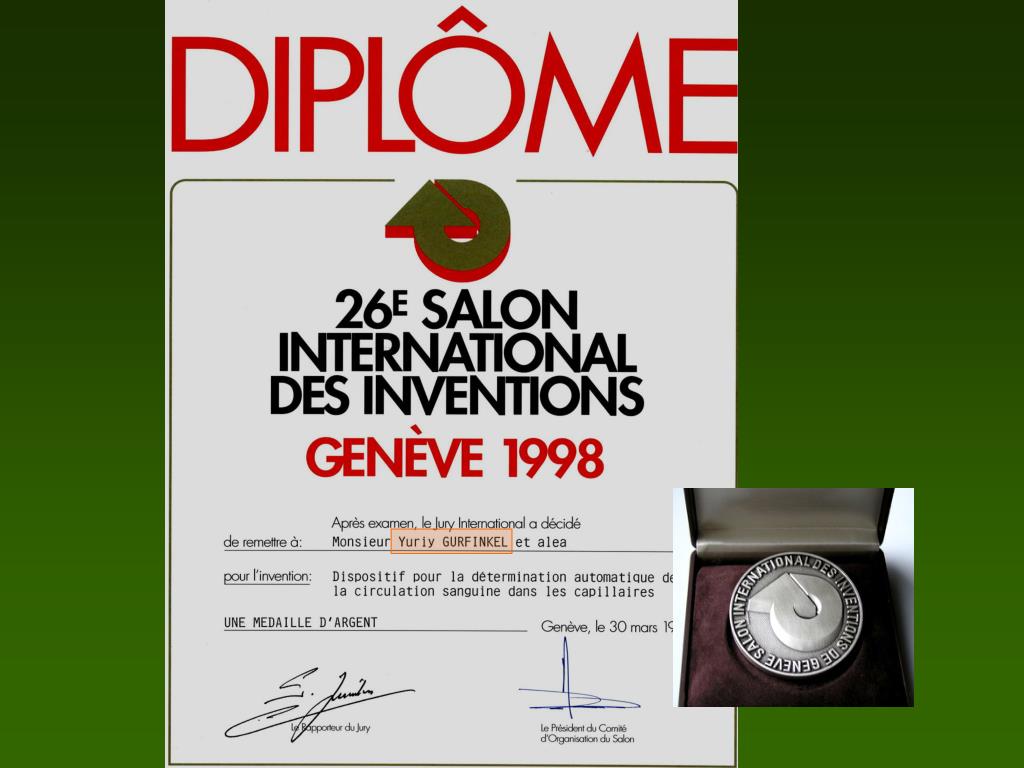 DIPLÔME
26E SALON
INTERNATIONAL
DES INVENTIONS
GENÈVE 1998
Après examen, le Jury International a décidé
de remettre à: Monsieur Yuriy GURFINKEL et alea
pour l'invention: Dispositif pour la détermination automatique de
la circulation sanguine dans les capillaires
UNE MEDAILLE D'ARGENT
Genève, le 30 mars 19
Le Rapporteur du Jury
Le Président du Comité
d'Organisation du Salon
SALON INTERNATIONAL DES INVENTIONS DE GENEVE